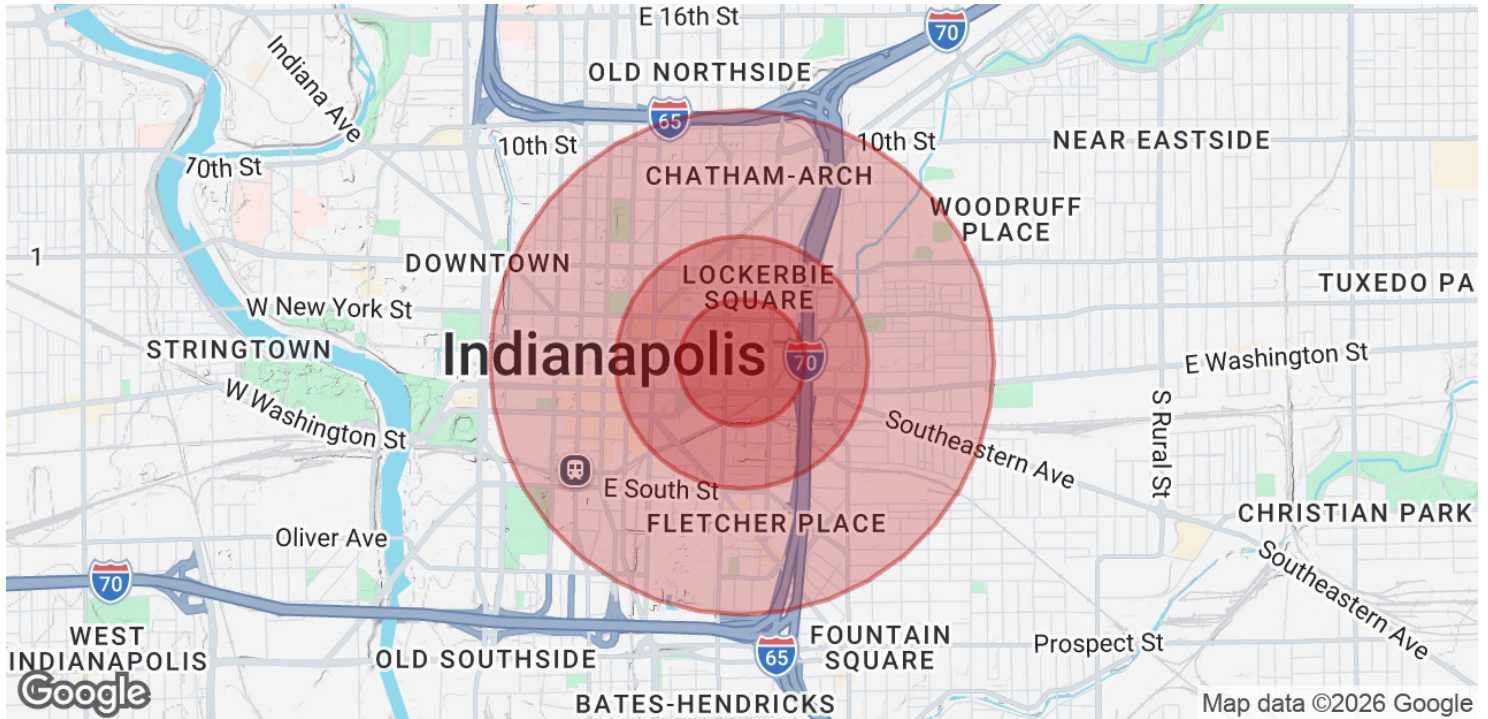 E 16th St
70
Indiana Ave
OLD NORTHSIDE
65
10th St
10th St
NEAR EASTSIDE
10th St
CHATHAM-ARCH
WOODRUFF
PLACE
1
DOWNTOWN
LOCKERBIE
SQUARE
TUXEDO PA
W New York St
STRINGTOWN
Indianapolis
70
E Washington St
W Washington St
S Rural St
Southeastern Ave
E South St
CHRISTIAN PARK
FLETCHER PLACE
Oliver Ave
Southeastern Ave
70
WEST
INDIANAPOLIS
OLD SOUTHSIDE
65
FOUNTAIN
SQUARE
Prospect St
BATES-HENDRICKS
Google
Map data ©2026 Google